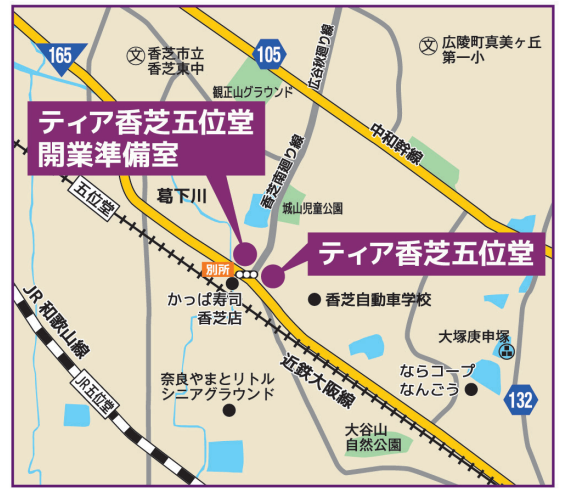 165
香芝市立
香芝東中
105
広谷秋廻り線
広陵町真美ヶ丘
第一小
観正山グラウンド
ティア香芝五位堂
開業準備室
中和幹線
香芝南廻り線
五位堂
葛下川
城山児童公園
ティア香芝五位堂
別所
かっぱ寿司
香芝店
香芝自動車学校
JR 和歌山線
大塚庚申塚
近鉄大阪線
ならコープ
なんごう
JR五位堂
奈良やまとリトル
シニアグラウンド
132
大谷山
自然公園